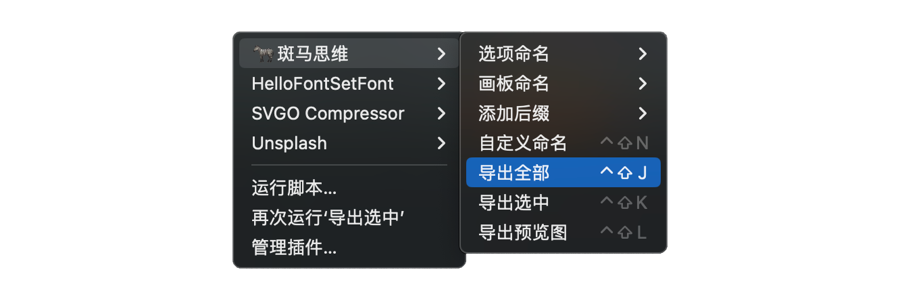 🦓斑马思维
HelloFontSetFont
SVGO Compressor
Unsplash
运行脚本...
再次运行‘导出选中’
管理插件...
选项命名
画板命名
添加后缀
自定义命名 ⌃⇧N
导出全部 ⌃⇧J
导出选中 ⌃⇧K
导出预览图 ⌃⇧L